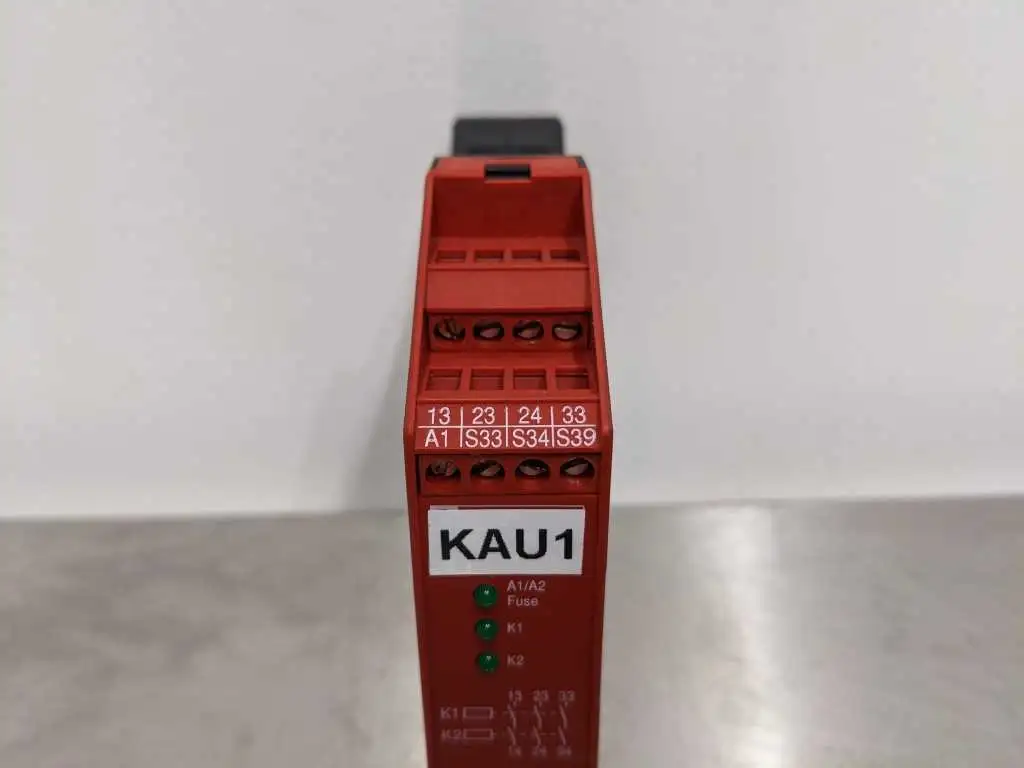 13 23 24 33
A1 S33 S34 S39
KAU1
A1/A2
Fuse
K1
K2
13 23 33
K1
K2
14 24 34